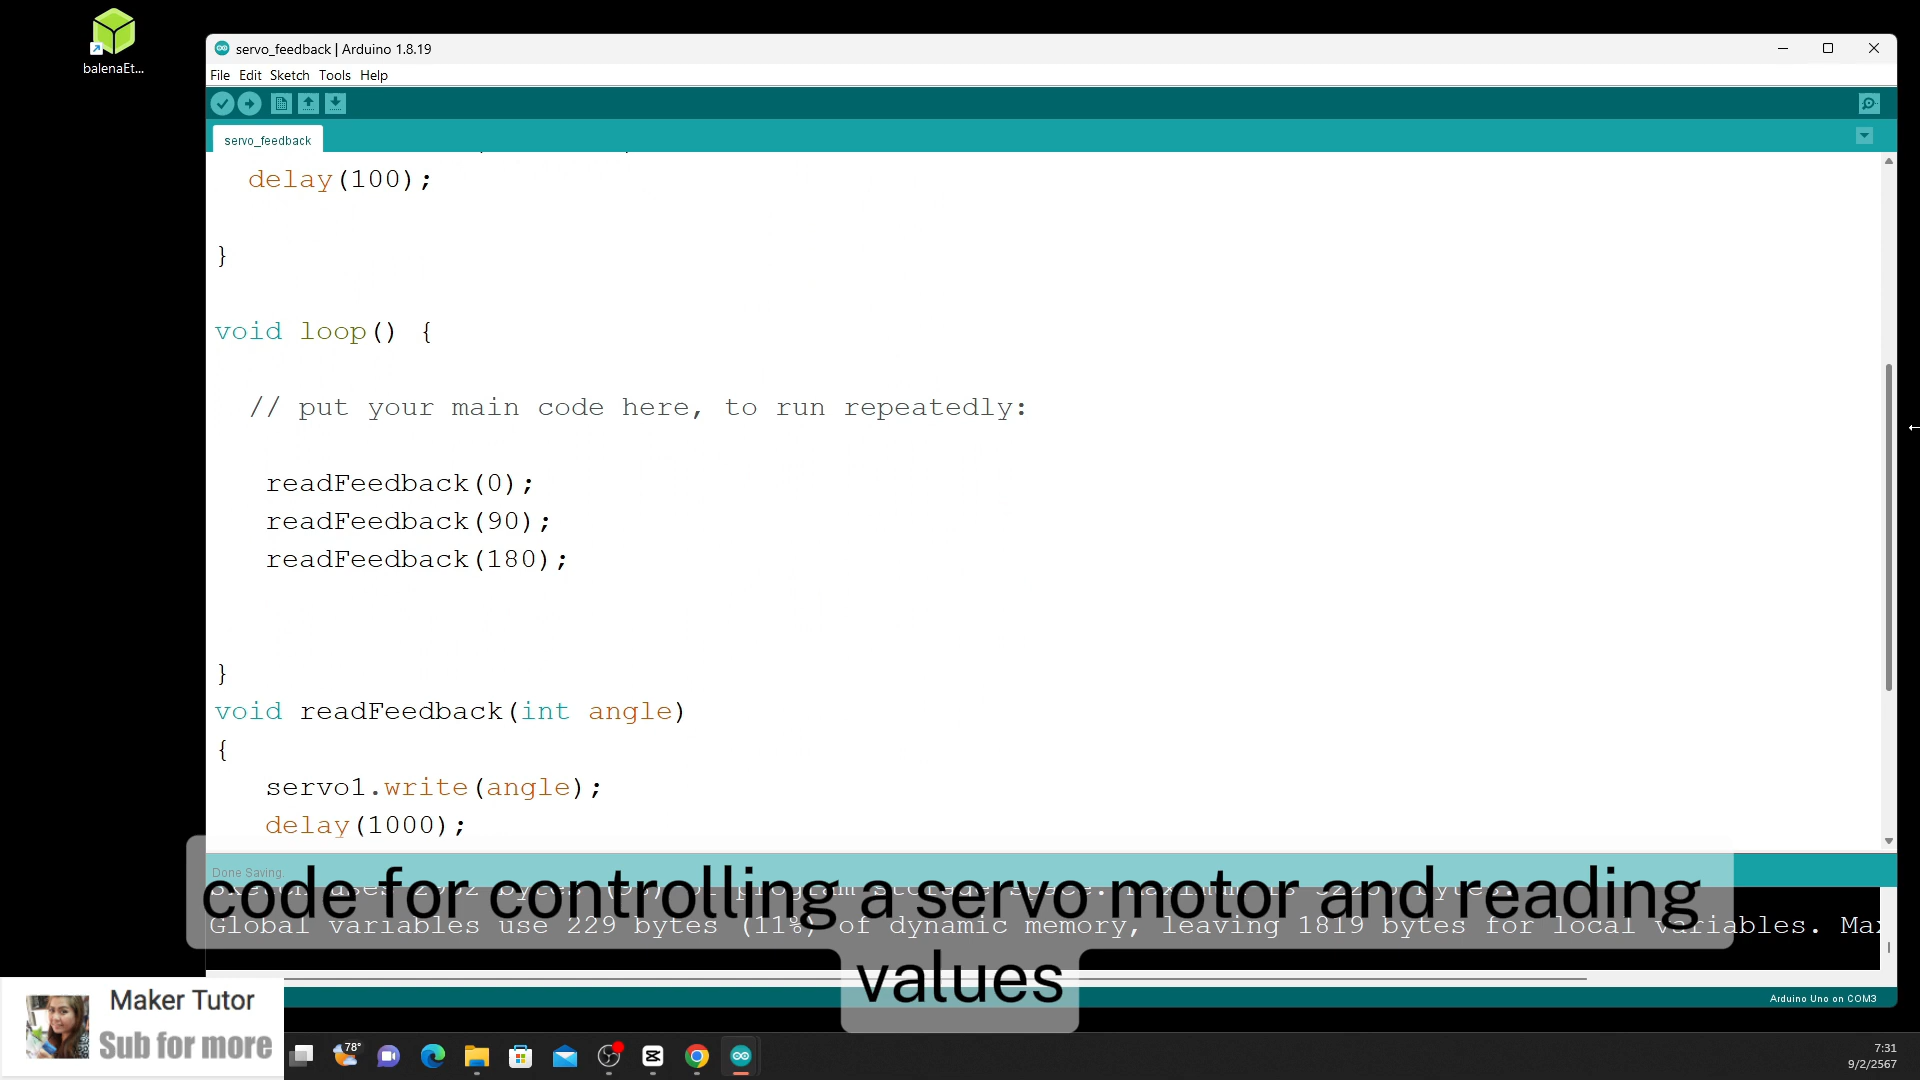 balenaEt...
servo_feedback | Arduino 1.8.19
File Edit Sketch Tools Help
servo_feedback
delay(100);
}
void loop() {
// put your main code here, to run repeatedly:
readFeedback(0);
readFeedback(90);
readFeedback(180);
}
void readFeedback(int angle)
{
servo1.write(angle);
delay(1000);
Done Saving.
code for controlling a servo motor and reading
values
Global variables use 229 bytes (11%) of dynamic memory, leaving 1819 bytes for local variables.
Arduino Uno on COM3
Maker Tutor
Sub for more
78°
7:31
9/2/2567